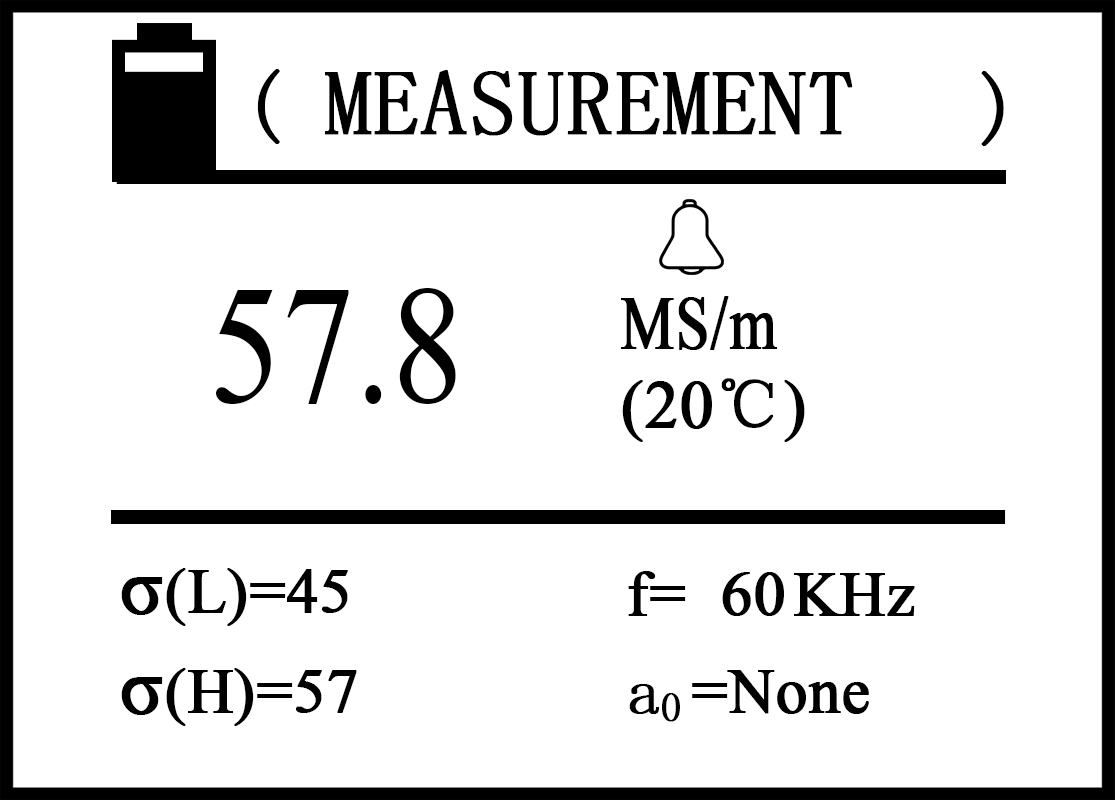 ( MEASUREMENT )
57.8
MS/m
(20℃)
σ(L)=45
f= 60KHz
σ(H)=57
a₀=None